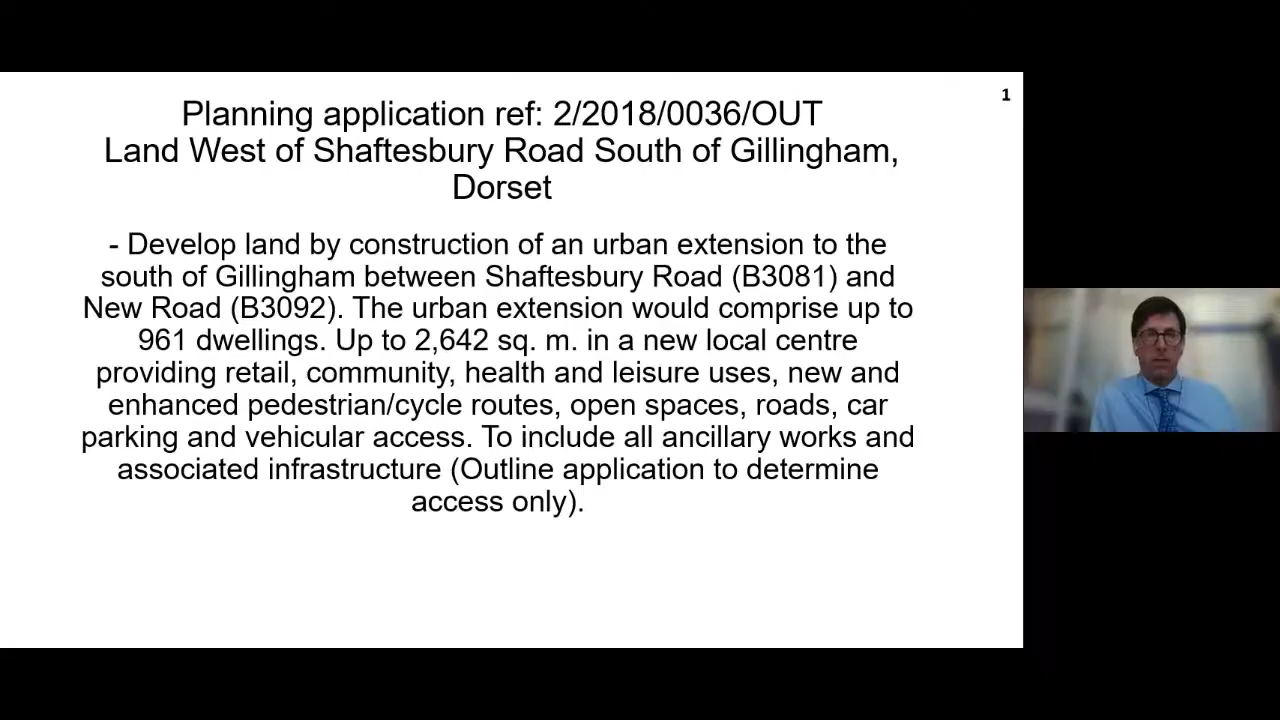 1
Planning application ref: 2/2018/0036/OUT
Land West of Shaftesbury Road South of Gillingham,
Dorset
- Develop land by construction of an urban extension to the
south of Gillingham between Shaftesbury Road (B3081) and
New Road (B3092). The urban extension would comprise up to
961 dwellings. Up to 2,642 sq. m. in a new local centre
providing retail, community, health and leisure uses, new and
enhanced pedestrian/cycle routes, open spaces, roads, car
parking and vehicular access. To include all ancillary works and
associated infrastructure (Outline application to determine
access only).